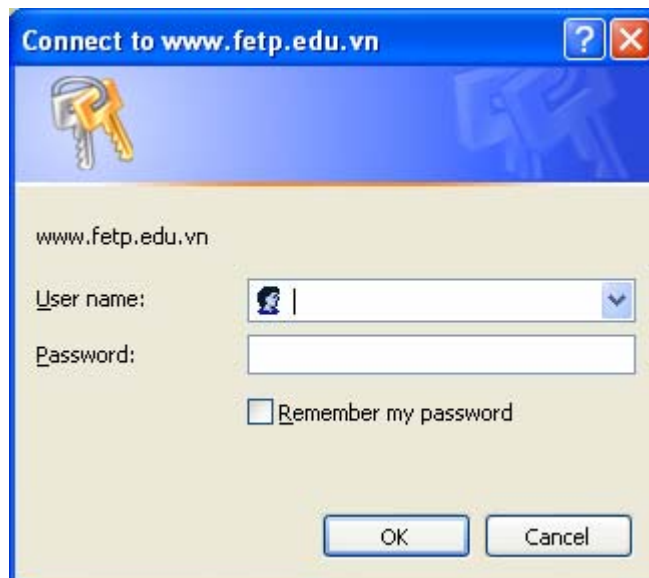 Connect to www.fetp.edu.vn
www.fetp.edu.vn
User name:
Password:
Remember my password
OK Cancel